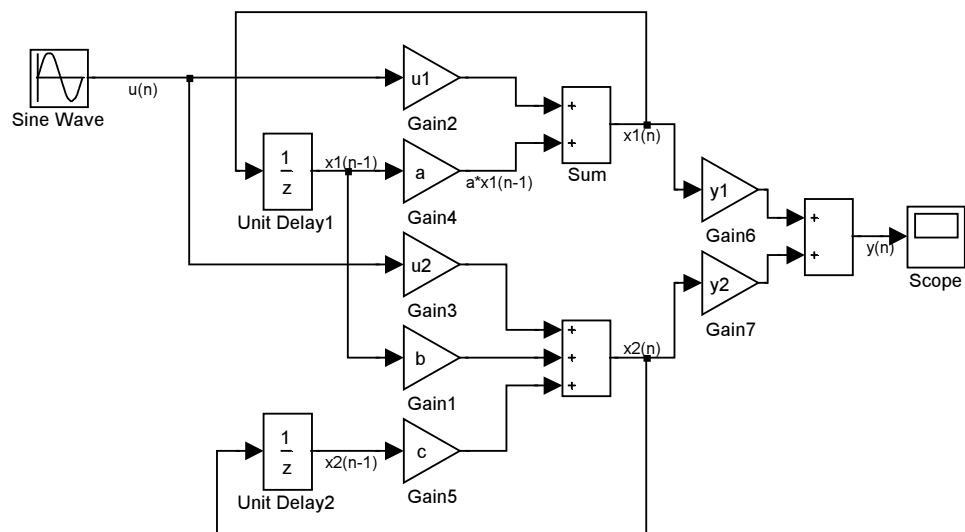 Sine Wave
u(n)
u1
Gain2
+
+
Sum
x1(n)
1
z
Unit Delay1
x1(n-1)
a
a*x1(n-1)
Gain4
y1
Gain6
+
+
y(n)
Scope
u2
Gain3
y2
Gain7
+
+
+
x2(n)
b
Gain1
1
z
Unit Delay2
x2(n-1)
c
Gain5